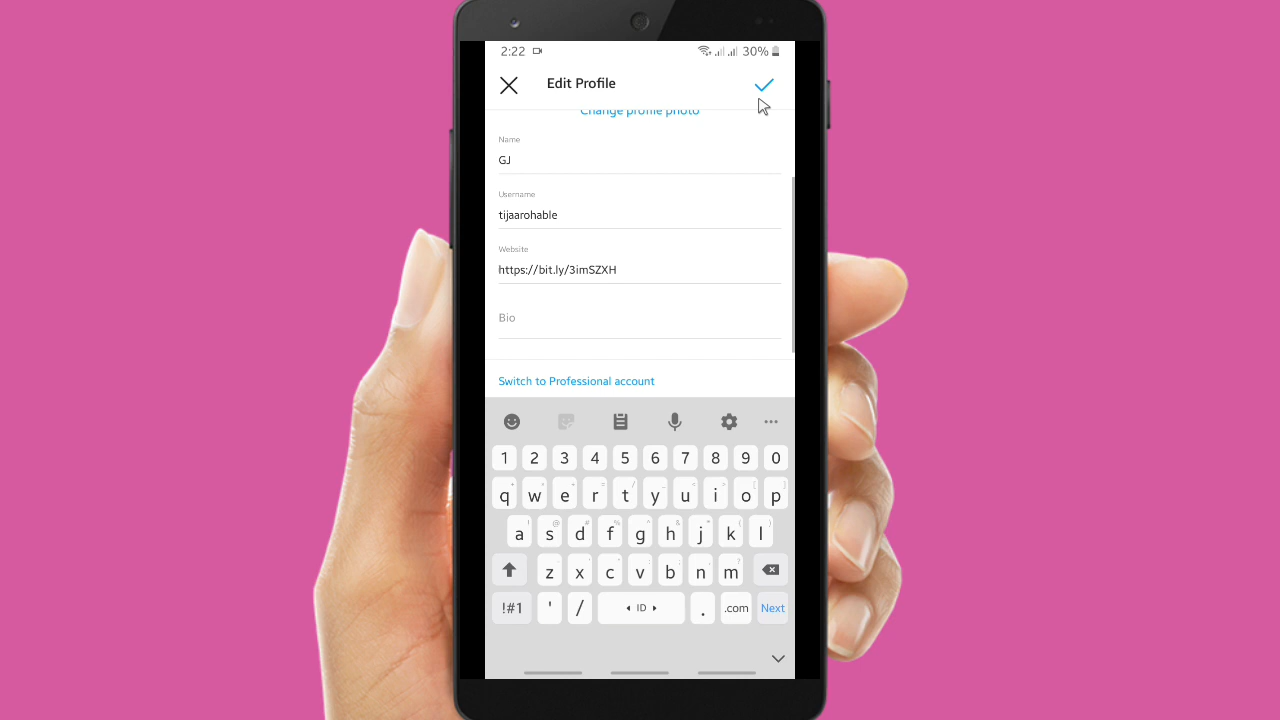 2:22 30%
Edit Profile
Change profile photo
Name
GJ
Username
tijaarohable
Website
https://bit.ly/3imSZXH
Bio
Switch to Professional account
1 2 3 4 5 6 7 8 9 0
q w e r t y u i o p
a s d f g h j k l
z x c v b n m
!#1 ' / ID . .com Next